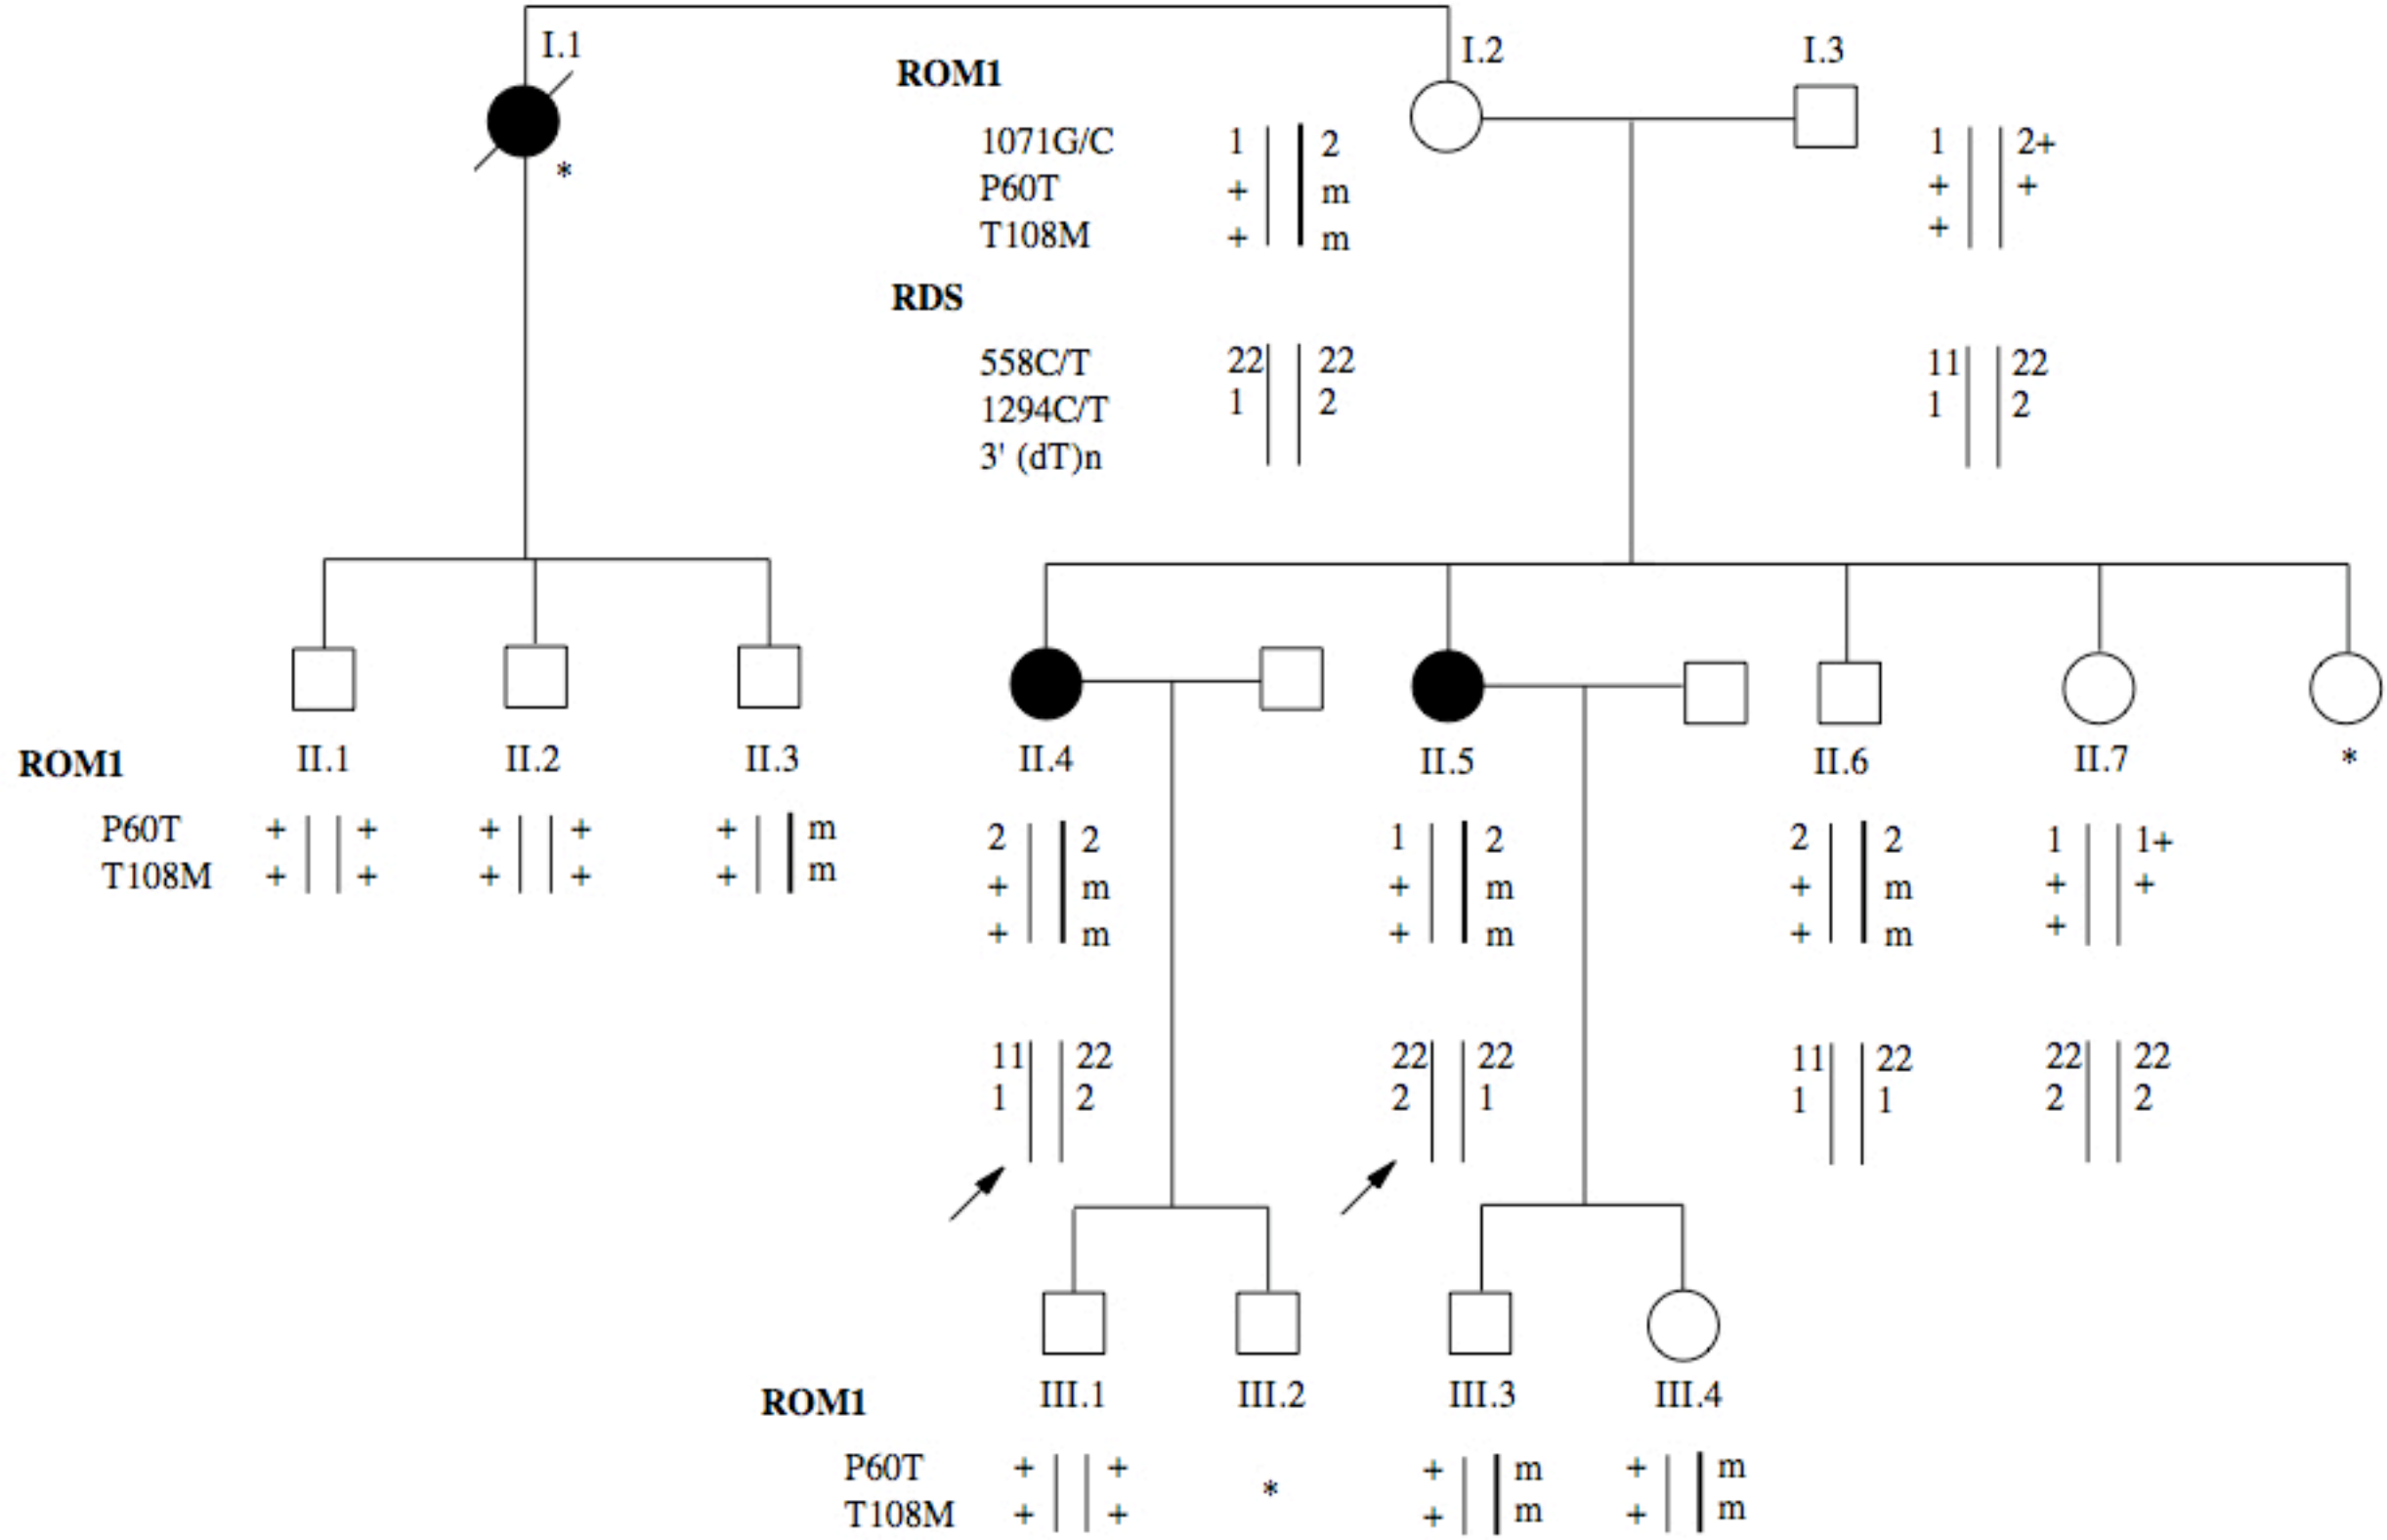 I.1
I.2 I.3
ROM1
1071G/C 1 2 1 2+
P60T + m + +
T108M + m +
RDS
558C/T 22 22 11 22
1294C/T 1 2 1 2
3' (dT)n
*
II.1 II.2 II.3 II.4 II.5 II.6 II.7 *
ROM1
P60T + + + + + m
T108M + + + + + m
2 2 1 2 2 2 1 1+
+ m + m + m + +
+ m + m + m +
11 22 22 22 11 22 22 22
1 2 2 1 1 1 2 2
III.1 III.2 III.3 III.4
ROM1
P60T + + * + m + m
T108M + + + m + m